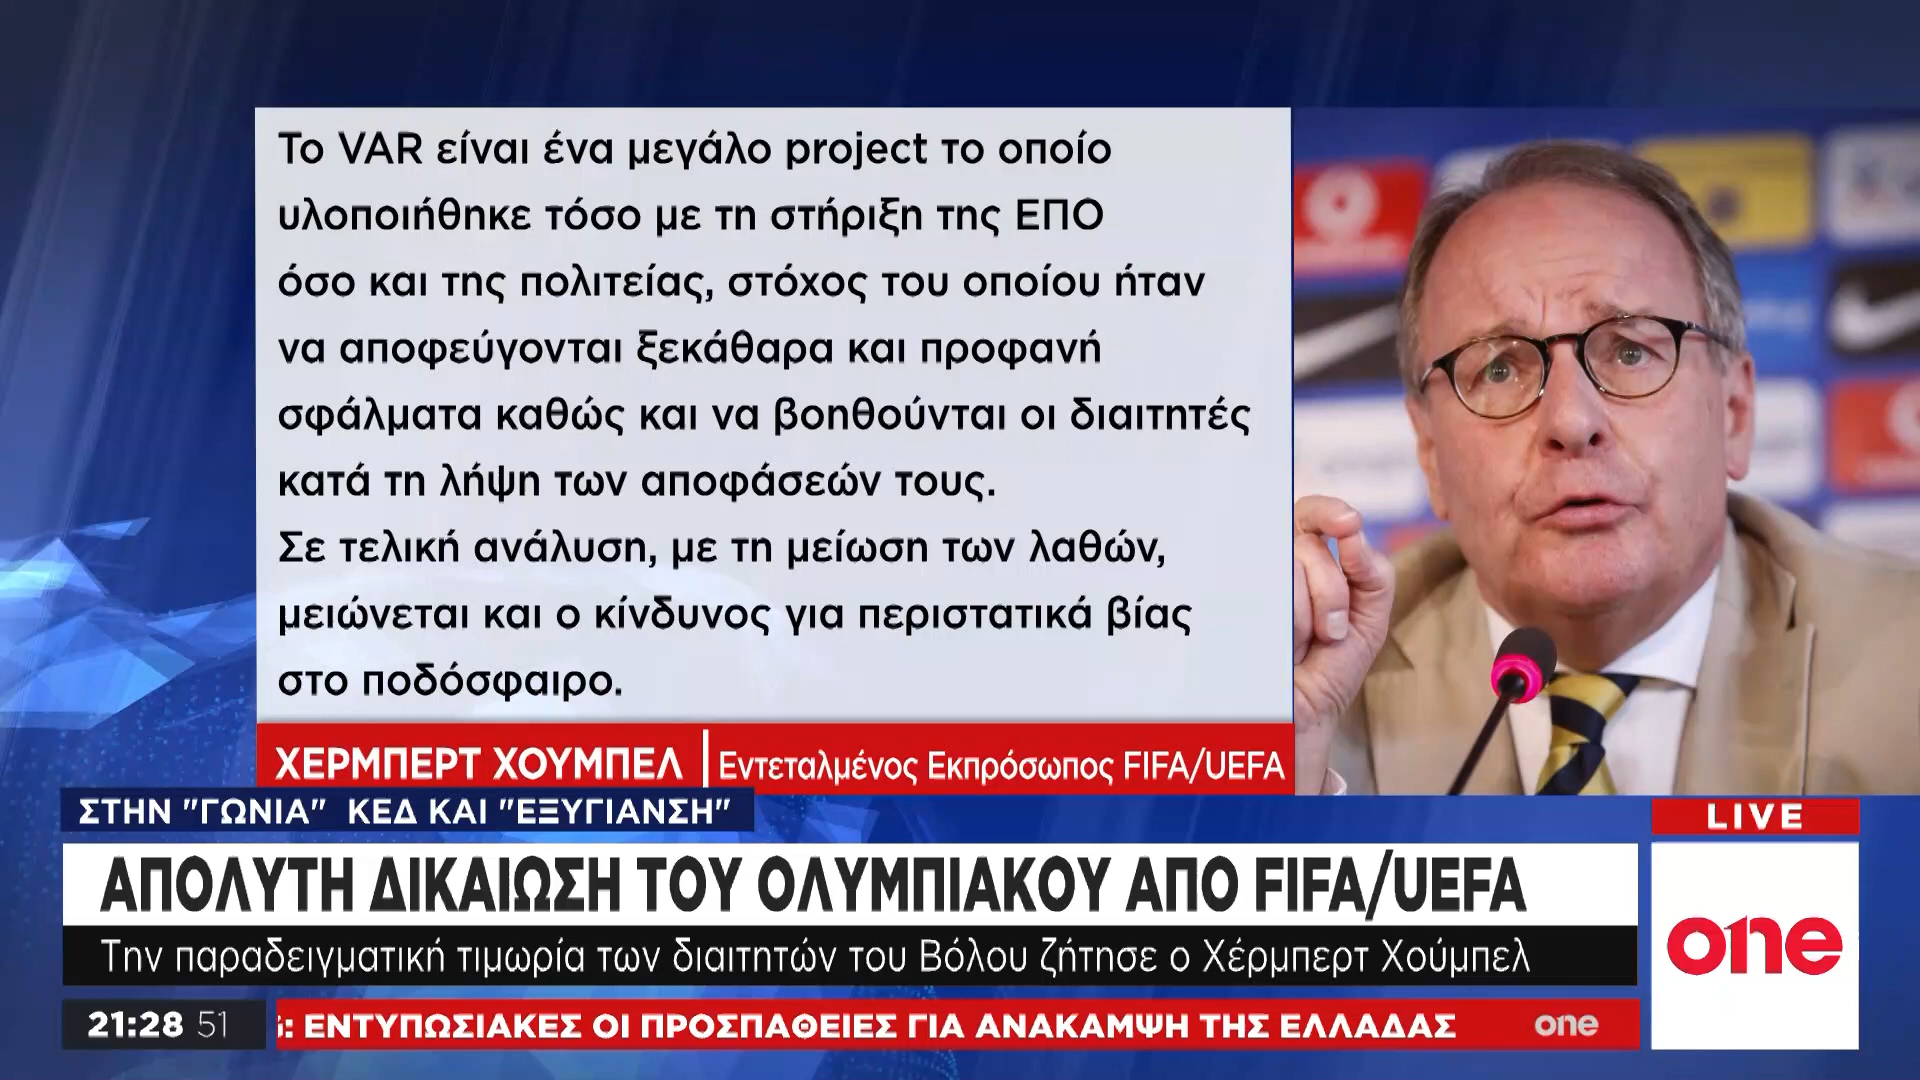 Το VAR είναι ένα μεγάλο project το οποίο
υλοποιήθηκε τόσο με τη στήριξη της ΕΠΟ
όσο και της πολιτείας, στόχος του οποίου ήταν
να αποφεύγονται ξεκάθαρα και προφανή
σφάλματα καθώς και να βοηθούνται οι διαιτητές
κατά τη λήψη των αποφάσεών τους.
Σε τελική ανάλυση, με τη μείωση των λαθών,
μειώνεται και ο κίνδυνος για περιστατικά βίας
στο ποδόσφαιρο.
ΧΕΡΜΠΕΡΤ ΧΟΥΜΠΕΛ | Εντεταλμένος Εκπρόσωπος FIFA/UEFA
ΣΤΗΝ "ΓΩΝΙΑ" ΚΕΔ ΚΑΙ "ΕΞΥΓΙΑΝΣΗ"
LIVE
ΑΠΟΛΥΤΗ ΔΙΚΑΙΩΣΗ ΤΟΥ ΟΛΥΜΠΙΑΚΟΥ ΑΠΟ FIFA/UEFA
Την παραδειγματική τιμωρία των διαιτητών του Βόλου ζήτησε ο Χέρμπερτ Χούμπελ
one
21:28 51
: ΕΝΤΥΠΩΣΙΑΚΕΣ ΟΙ ΠΡΟΣΠΑΘΕΙΕΣ ΓΙΑ ΑΝΑΚΑΜΨΗ ΤΗΣ ΕΛΛΑΔΑΣ one